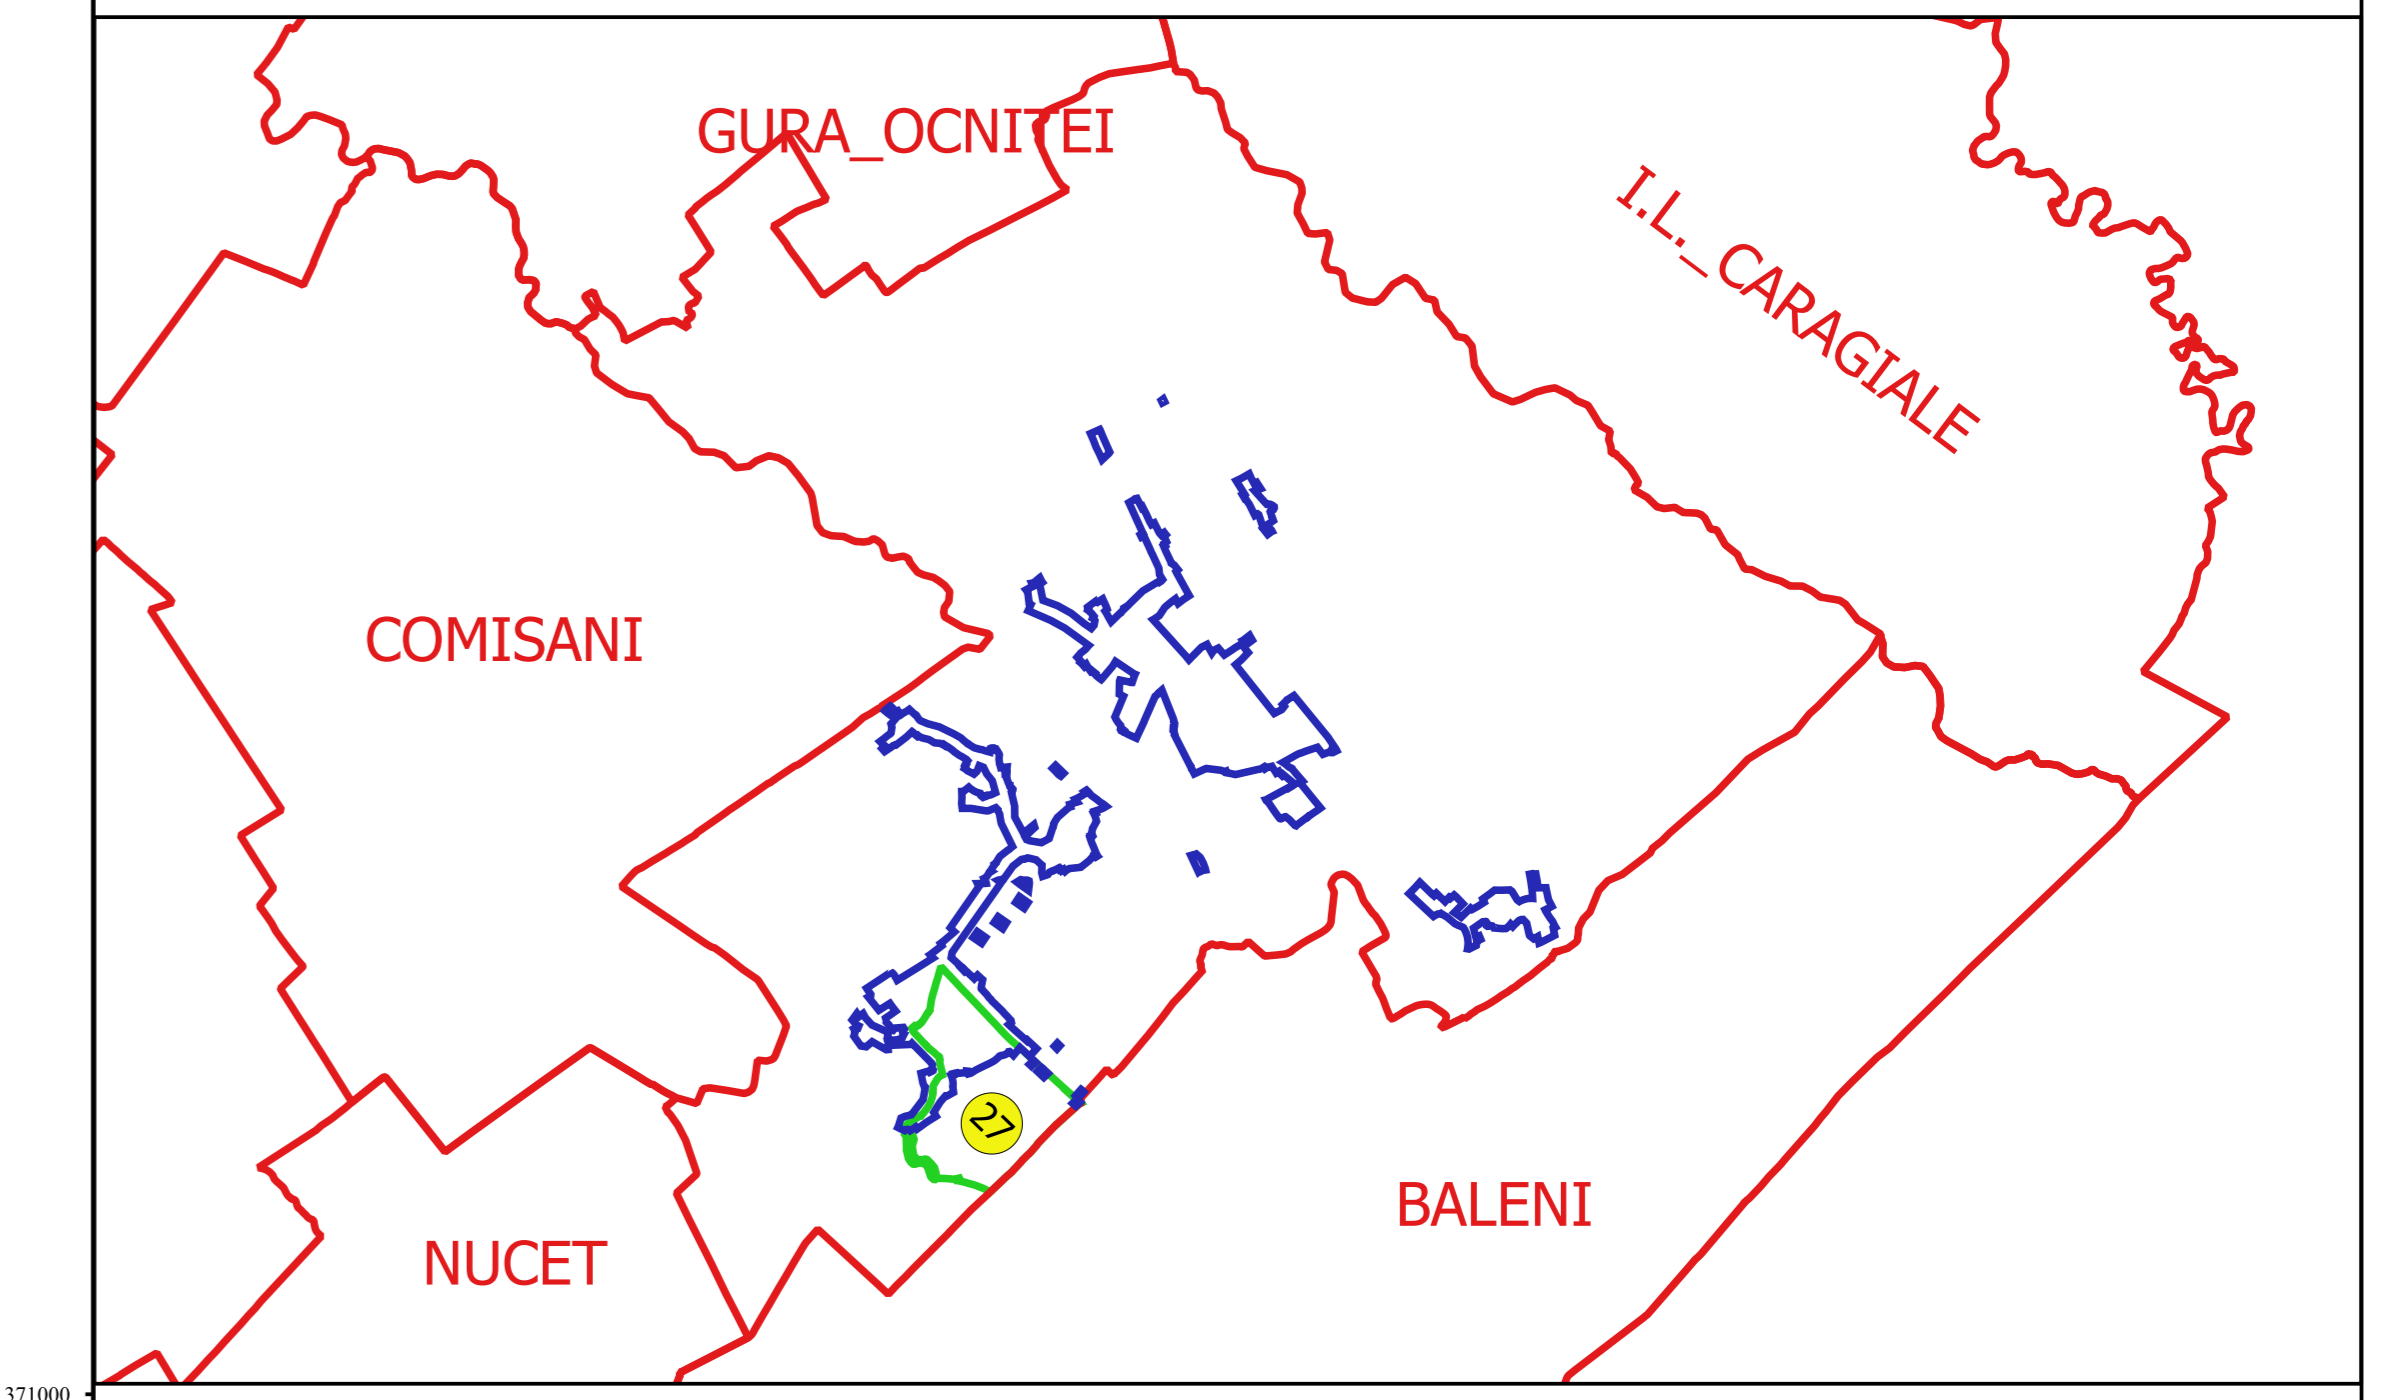 GURA_OCNITEI
I.L._CARAGIALE
COMISANI
27
BALENI
NUCET
371000